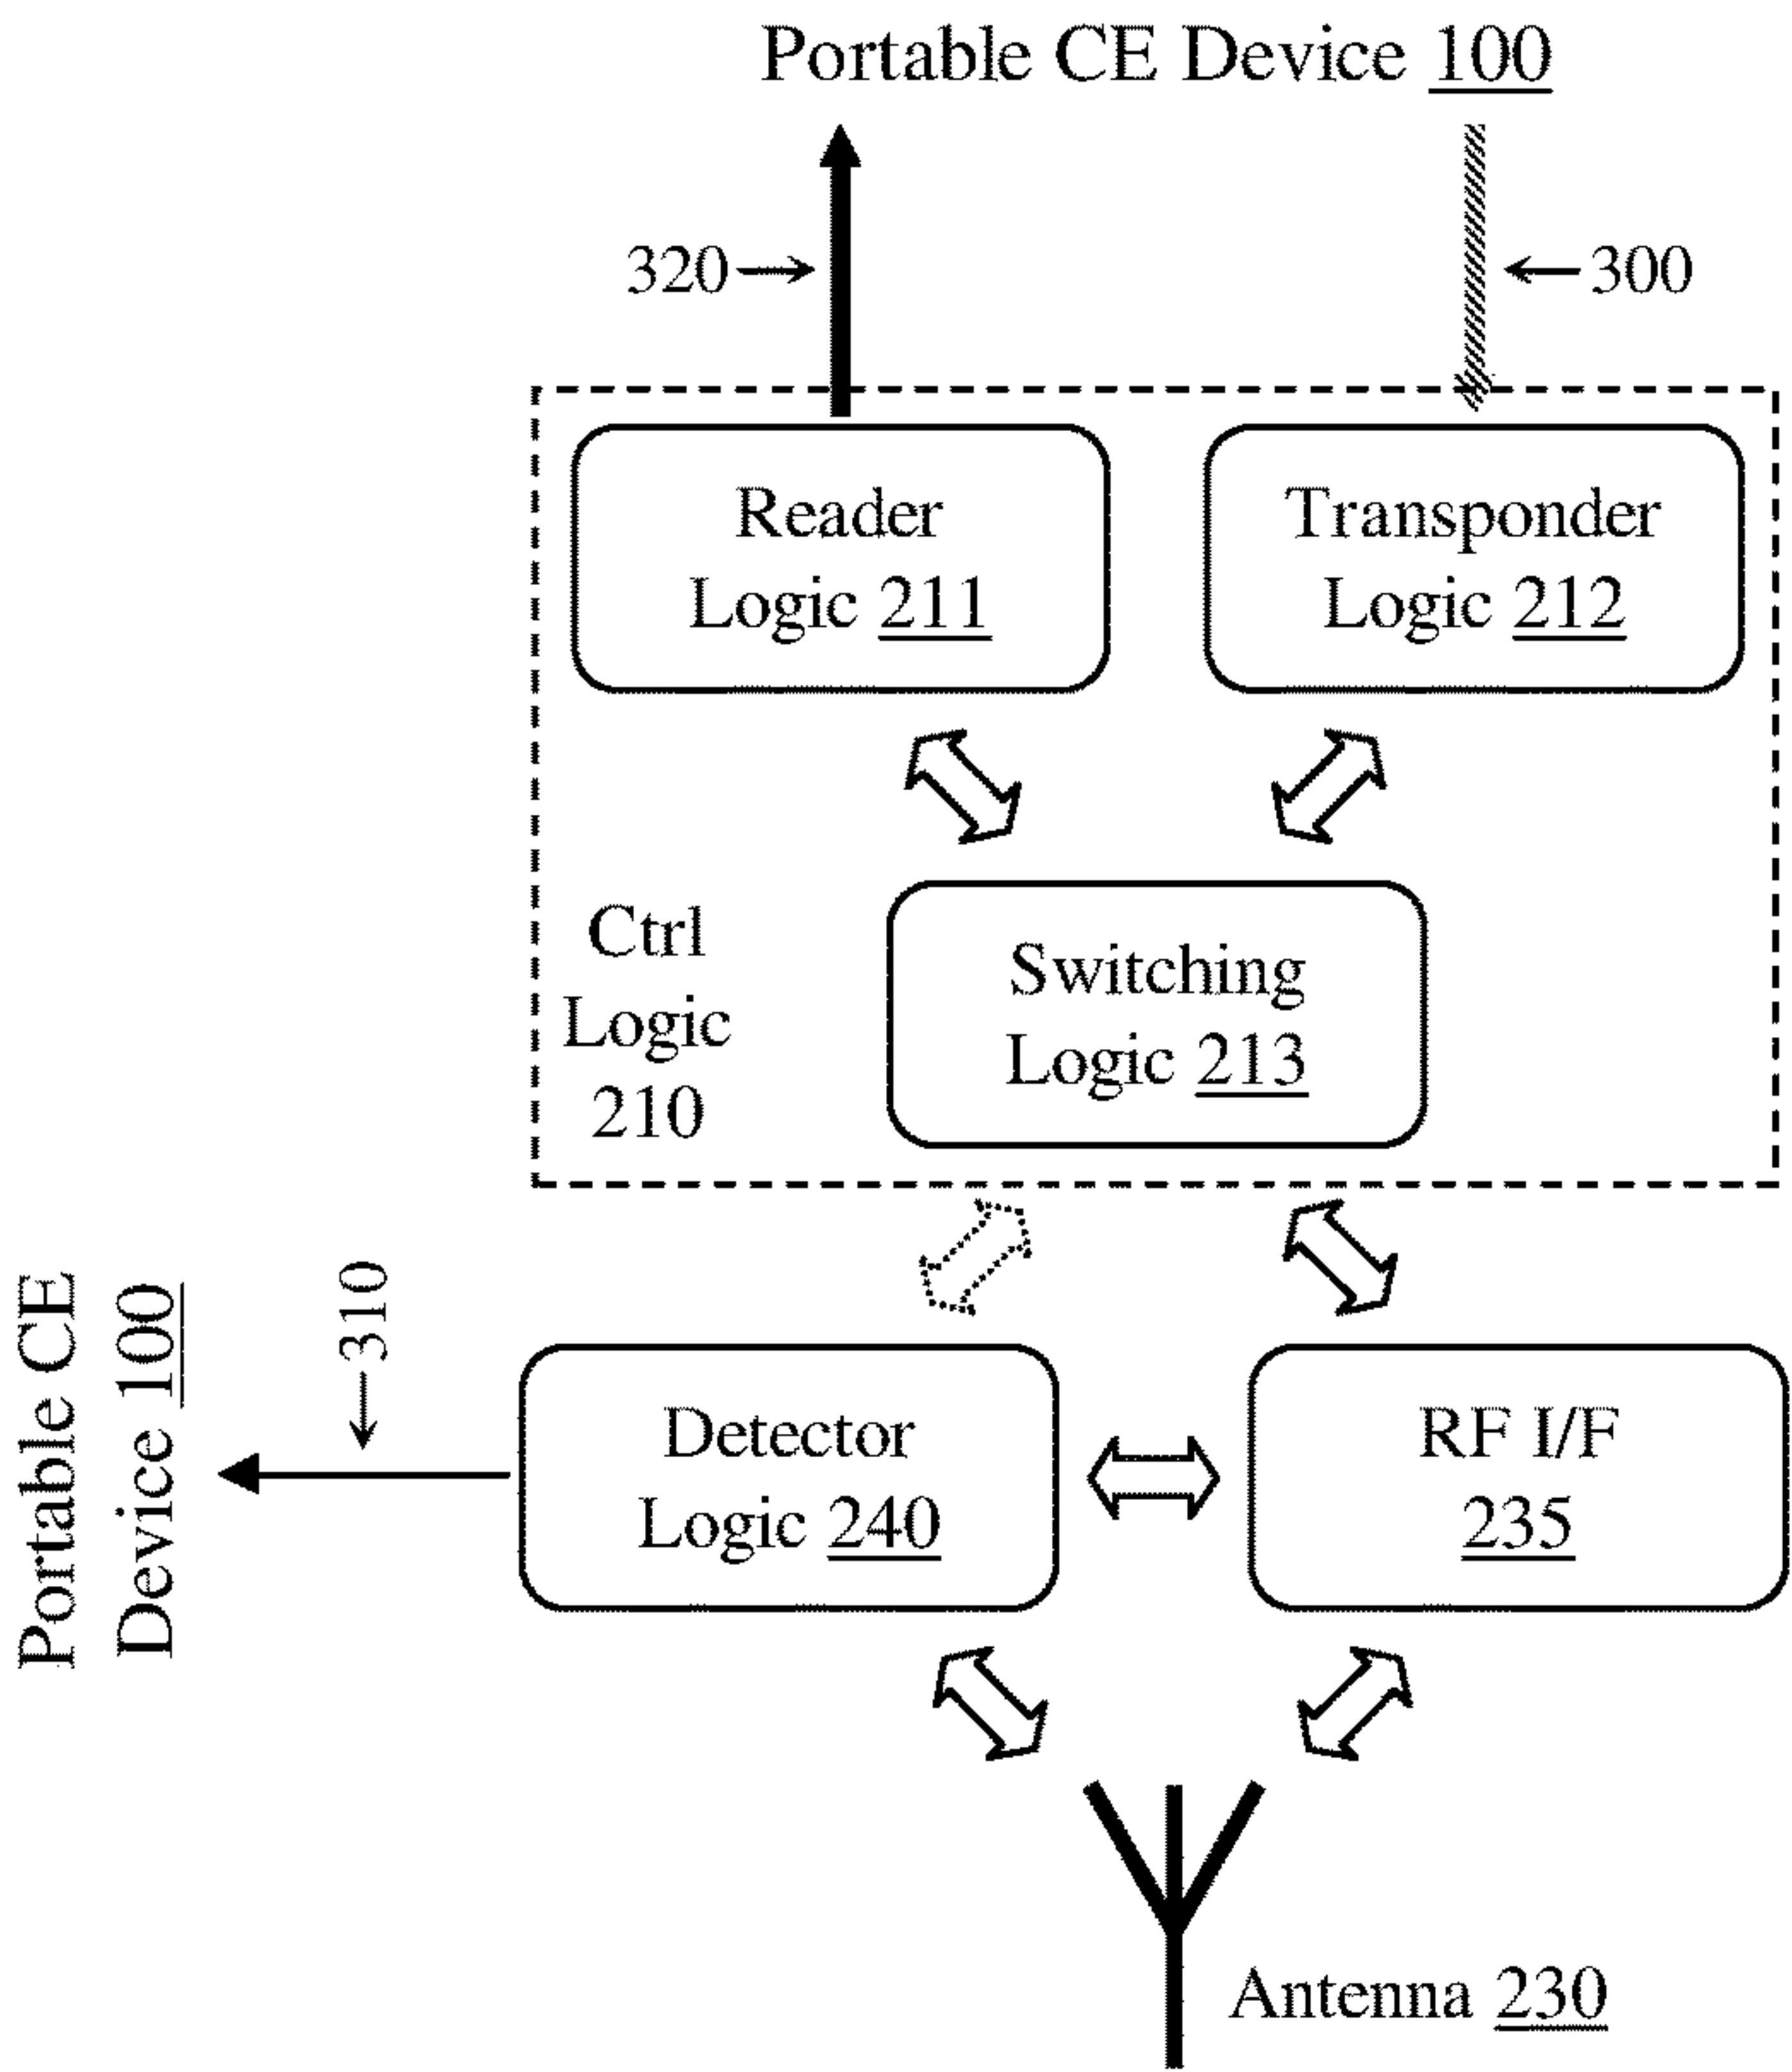 Portable CE Device 100
320
300
Reader
Logic 211
Transponder
Logic 212
Ctrl
Logic
210
Switching
Logic 213
Portable CE
Device 100
310
Detector
Logic 240
RF I/F
235
Antenna 230